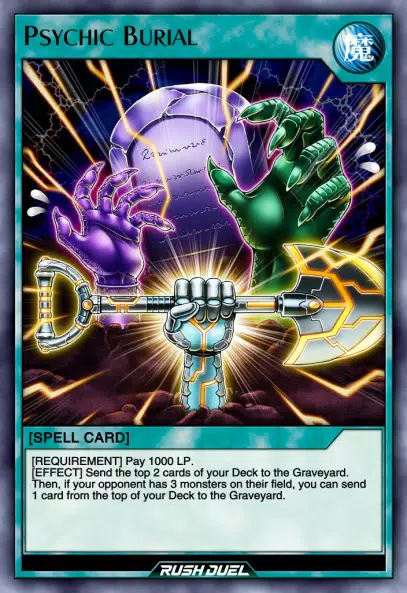 Psychic Burial
魔
[SPELL CARD]
[REQUIREMENT] Pay 1000 LP.
[EFFECT] Send the top 2 cards of your Deck to the Graveyard.
Then, if your opponent has 3 monsters on their field, you can send
1 card from the top of your Deck to the Graveyard.
RUSH DUEL